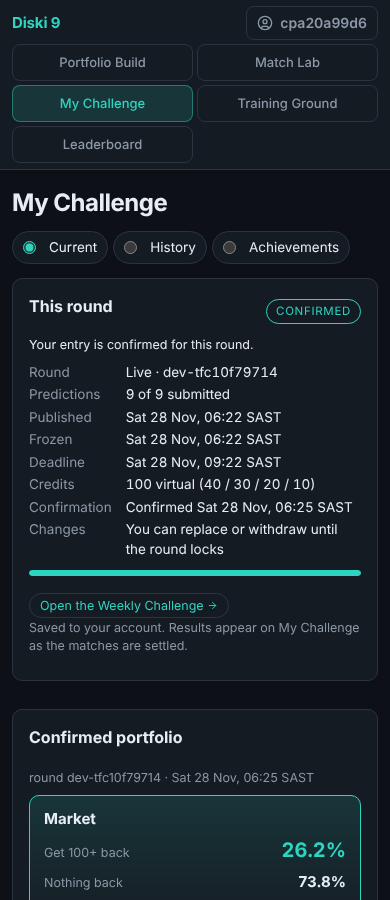 Diski 9
cpa20a99d6
Portfolio Build
Match Lab
My Challenge
Training Ground
Leaderboard
My Challenge
Current
History
Achievements
This round
CONFIRMED
Your entry is confirmed for this round.
Round Live · dev-tfc10f79714
Predictions 9 of 9 submitted
Published Sat 28 Nov, 06:22 SAST
Frozen Sat 28 Nov, 06:22 SAST
Deadline Sat 28 Nov, 09:22 SAST
Credits 100 virtual (40 / 30 / 20 / 10)
Confirmation Confirmed Sat 28 Nov, 06:25 SAST
Changes You can replace or withdraw until
the round locks
Open the Weekly Challenge →
Saved to your account. Results appear on My Challenge
as the matches are settled.
Confirmed portfolio
round dev-tfc10f79714 · Sat 28 Nov, 06:25 SAST
Market
Get 100+ back 26.2%
Nothing back 73.8%